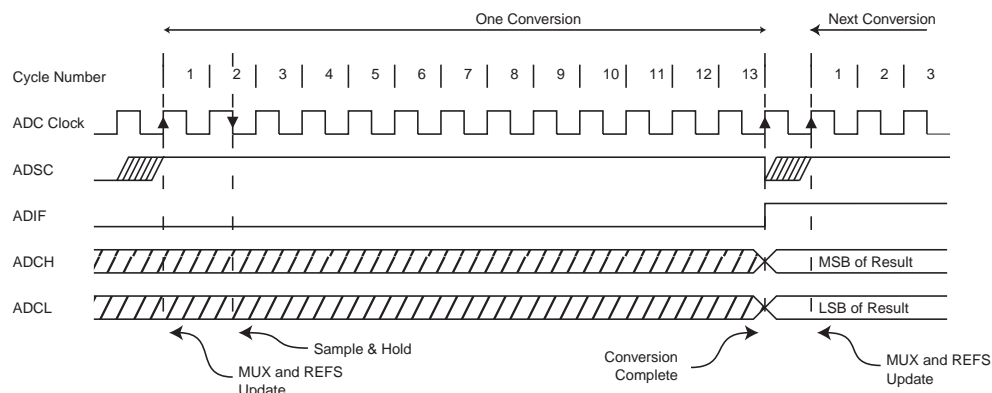 One Conversion
Next Conversion
Cycle Number 1 2 3 4 5 6 7 8 9 10 11 12 13 1 2 3
ADC Clock
ADSC
ADIF
ADCH
MSB of Result
ADCL
LSB of Result
Sample & Hold
MUX and REFS
Update
Conversion
Complete
MUX and REFS
Update